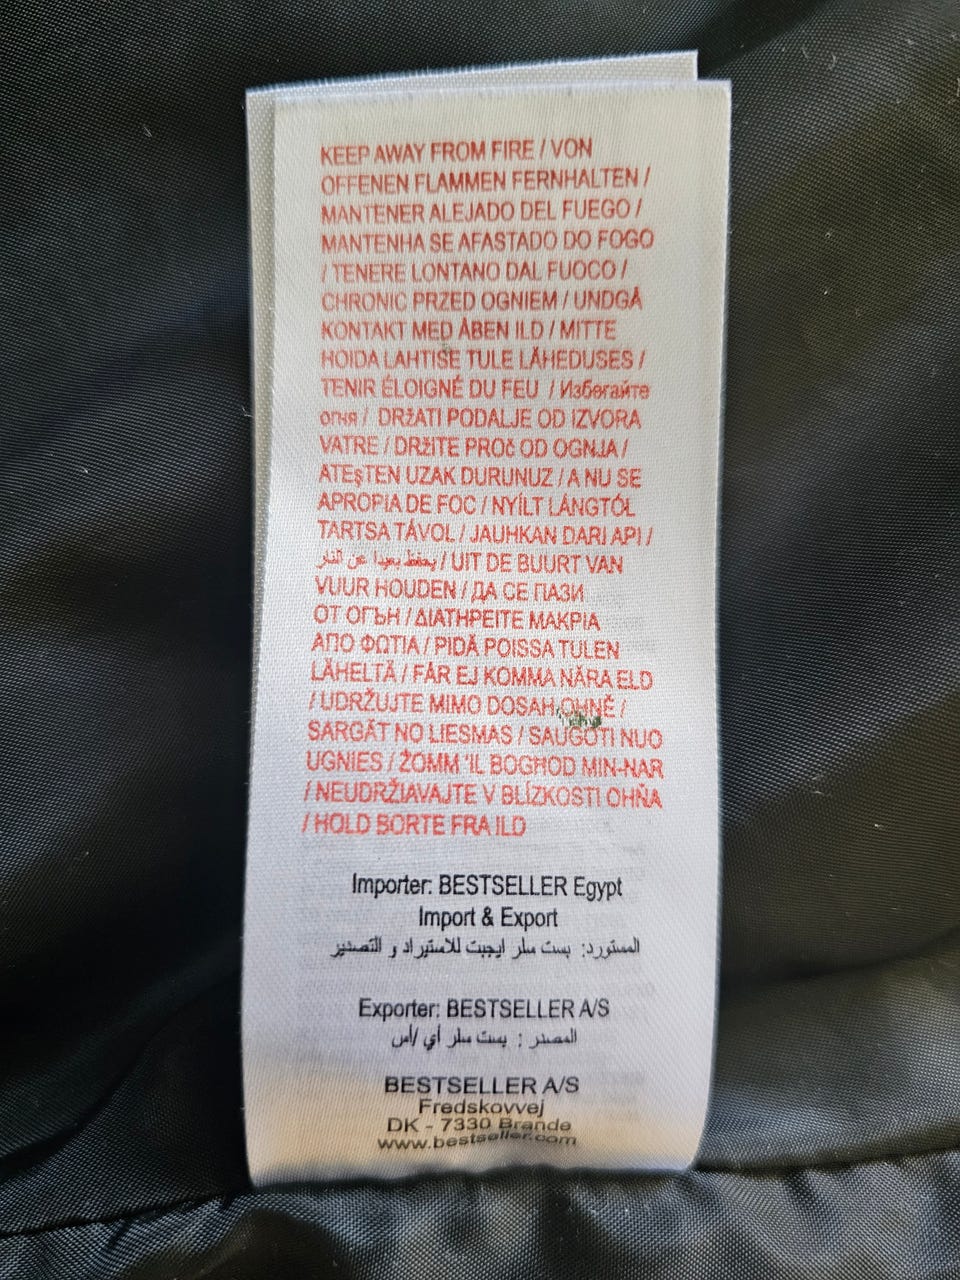 KEEP AWAY FROM FIRE / VON
OFFENEN FLAMMEN FERNHALTEN /
MANTENER ALEJADO DEL FUEGO /
MANTENHA SE AFASTADO DO FOGO
/ TENERE LONTANO DAL FUOCO /
CHRONIC PRZED OGNIEM / UNDGÅ
KONTAKT MED ÅBEN ILD / MITTE
HOIDA LAHTISE TULE LÄHEDUSES /
TENIR ÉLOIGNÉ DU FEU / Избегайте
огня / DRŽATI PODALJE OD IZVORA
VATRE / DRŽITE PROč OD OGNJA /
ATEşTEN UZAK DURUNUZ / A NU SE
APROPIA DE FOC / NYÍLT LÁNGTÓL
TARTSA TÁVOL / JAUHKAN DARI API /
يحفظ بعيدا عن النار / UIT DE BUURT VAN
VUUR HOUDEN / ДА СЕ ПАЗИ
ОТ ОГЪН / ΔΙΑΤΗΡΕΙΤΕ ΜΑΚΡΙΑ
ΑΠΟ ΦΩΤΙΑ / PIDÄ POISSA TULEN
LÄHELTÄ / FÅR EJ KOMMA NÄRA ELD
/ UDRŽUJTE MIMO DOSAH OHNĚ /
SARGĀT NO LIESMAS / SAUGOTI NUO
UGNIES / ŻOMM 'IL BOGĦOD MIN-NAR
/ NEUDRŽIAVAJTE V BLÍZKOSTI OHŇA
/ HOLD BORTE FRA ILD
Importer: BESTSELLER Egypt
Import & Export
المستورد: بست سلر ايجبت للاستيراد و التصدير
Exporter: BESTSELLER A/S
المصدر : بست سلر أي /أس
BESTSELLER A/S
Fredskovvej
DK - 7330 Brande
www.bestseller.com